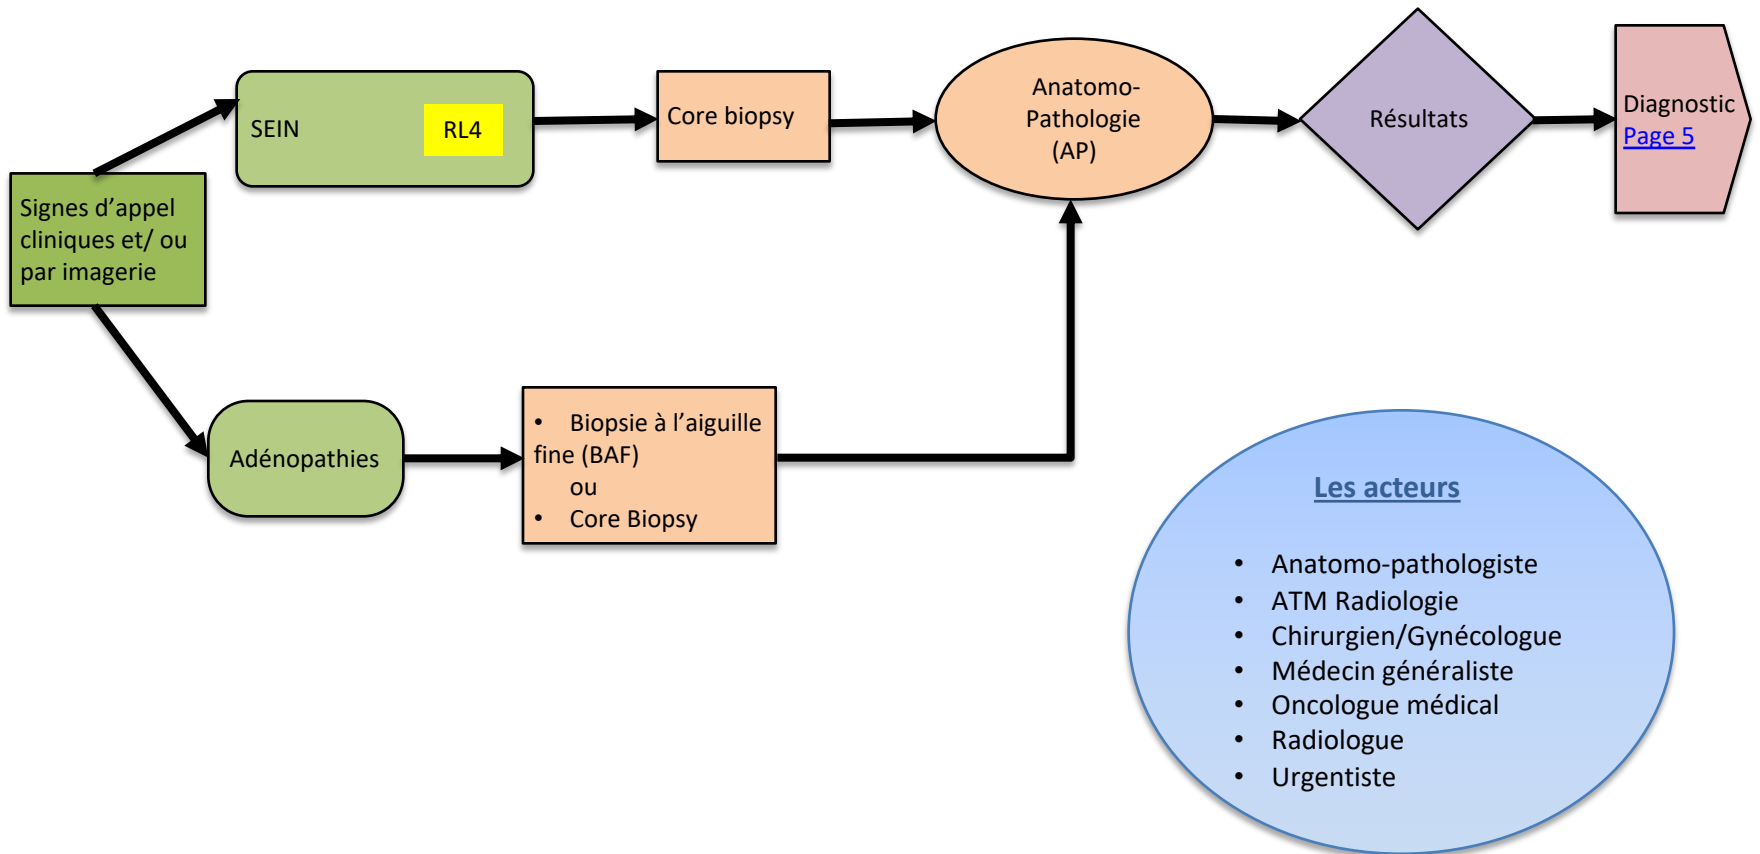 Signes d’appel
cliniques et/ ou
par imagerie
SEIN
RL4
Core biopsy
Anatomo-
Pathologie
(AP)
Résultats
Diagnostic
Page 5
Adénopathies
• Biopsie à l’aiguille
fine (BAF)
ou
• Core Biopsy
Les acteurs
• Anatomo-pathologiste
• ATM Radiologie
• Chirurgien/Gynécologue
• Médecin généraliste
• Oncologue médical
• Radiologue
• Urgentiste